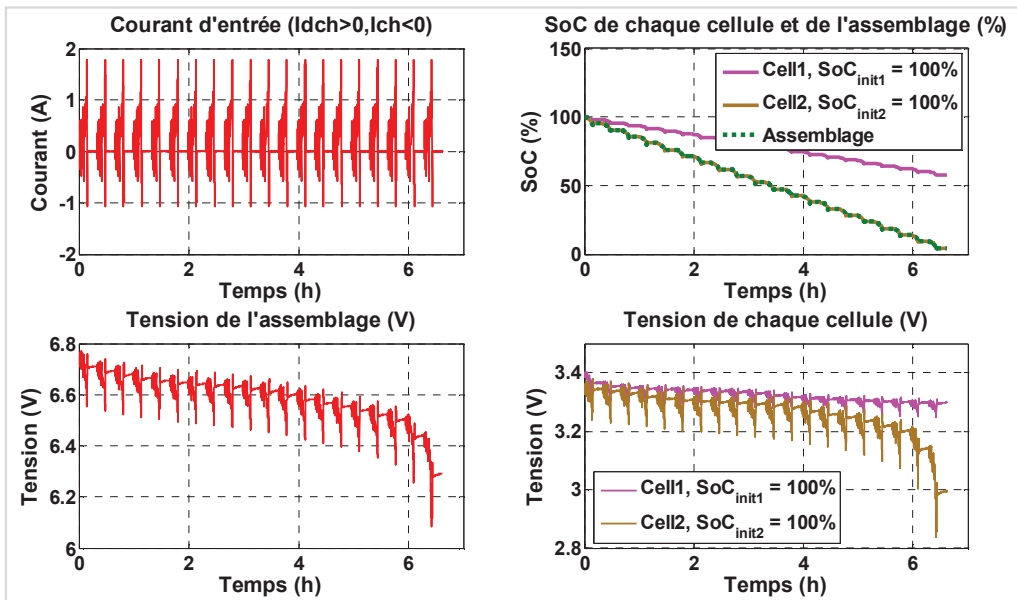 Courant d'entrée (Idch>0,Ich<0)
2
1
0
-1
-2
Courant (A)
0 2 4 6
Temps (h)
SoC de chaque cellule et de l'assemblage (%)
150
100
50
0
SoC (%)
Cell1, SoCinit1 = 100%
Cell2, SoCinit2 = 100%
Assemblage
0 2 4 6
Temps (h)
Tension de l'assemblage (V)
6.8
6.6
6.4
6.2
6
Tension (V)
0 2 4 6
Temps (h)
Tension de chaque cellule (V)
3.4
3.2
3
2.8
Tension (V)
Cell1, SoCinit1 = 100%
Cell2, SoCinit2 = 100%
0 2 4 6
Temps (h)